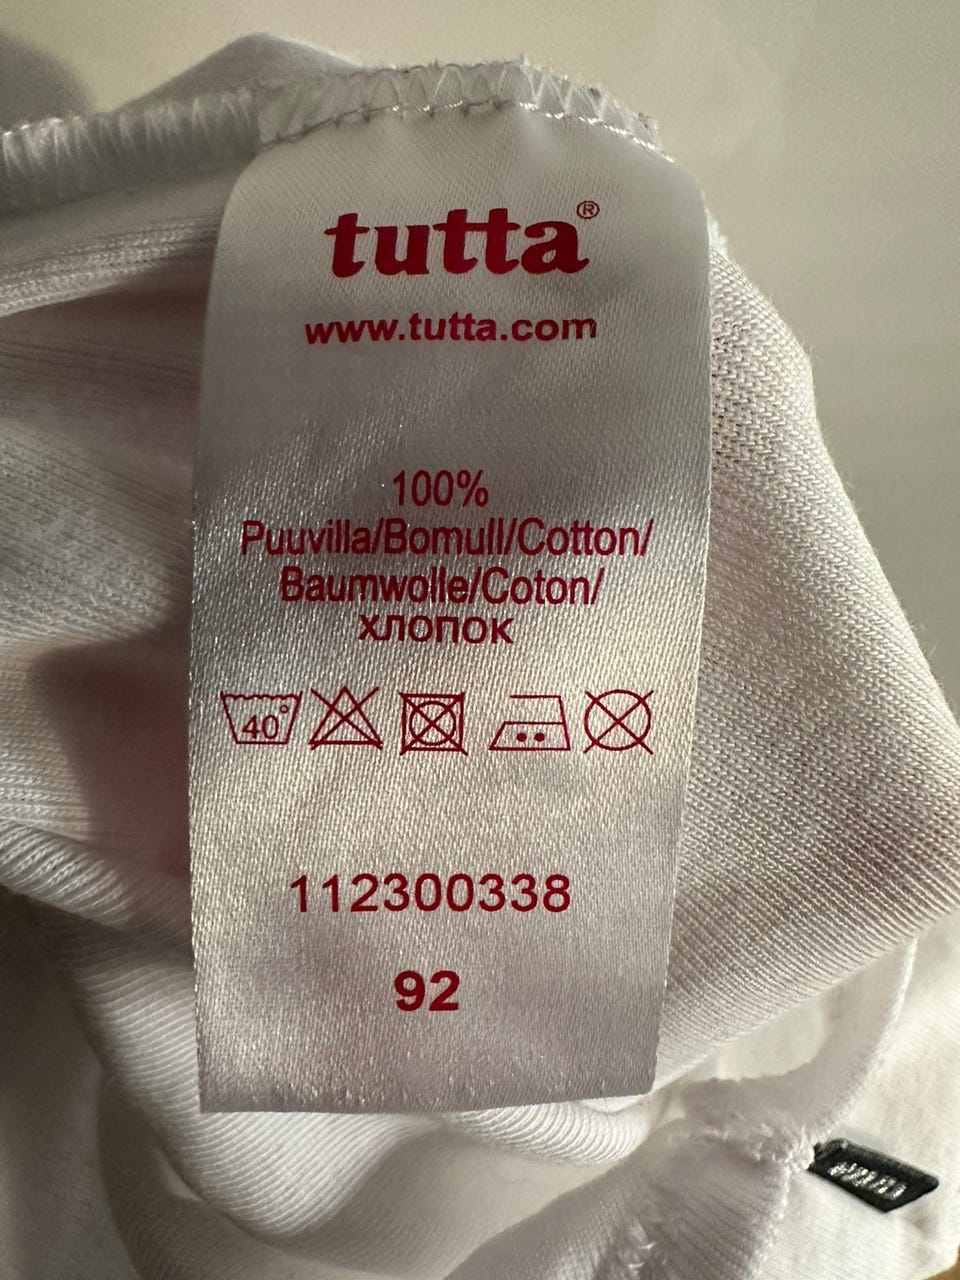 tutta®
www.tutta.com
100%
Puuvilla/Bomull/Cotton/
Baumwolle/Coton/
хлопок
40°
112300338
92